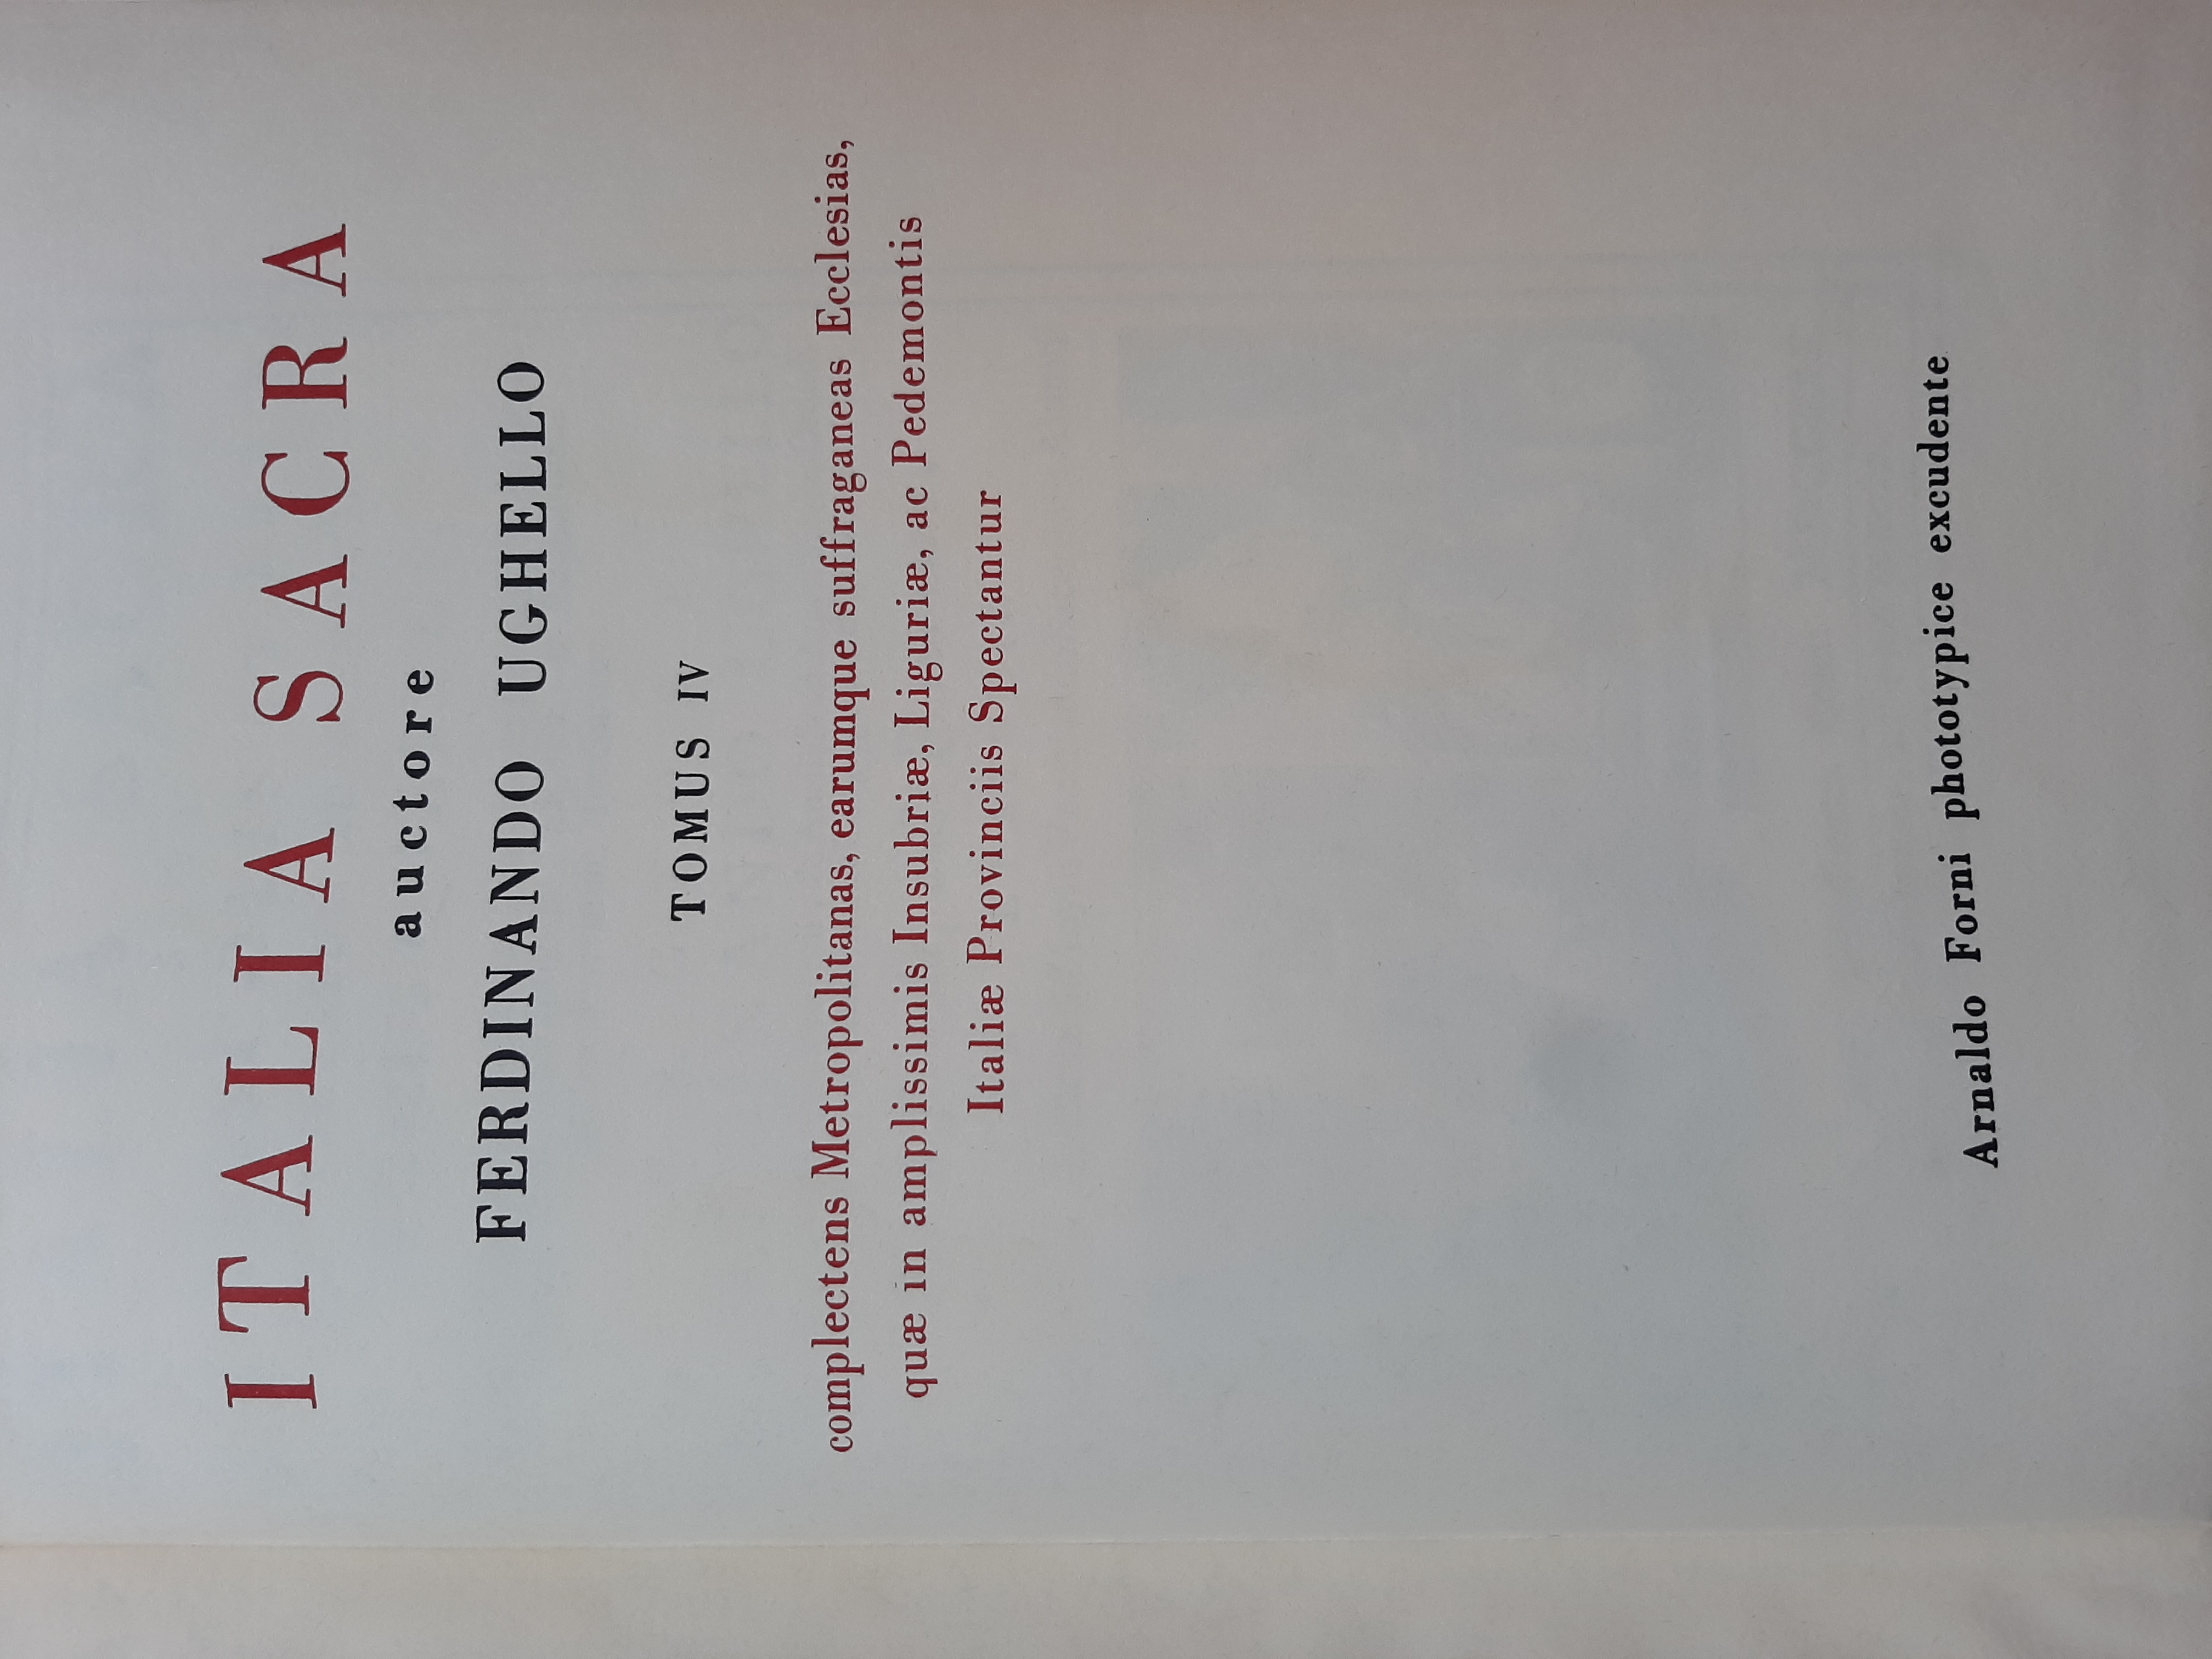 ITALIA SACRA
auctore
FERDINANDO UGHELLO
TOMUS IV
complectens Metropolitanas, earumque suffraganeas Ecclesias,
quæ in amplissimis Insubriæ, Liguriæ, ac Pedemontis
Italiæ Provinciis Spectantur
Arnaldo Forni phototypice excudente